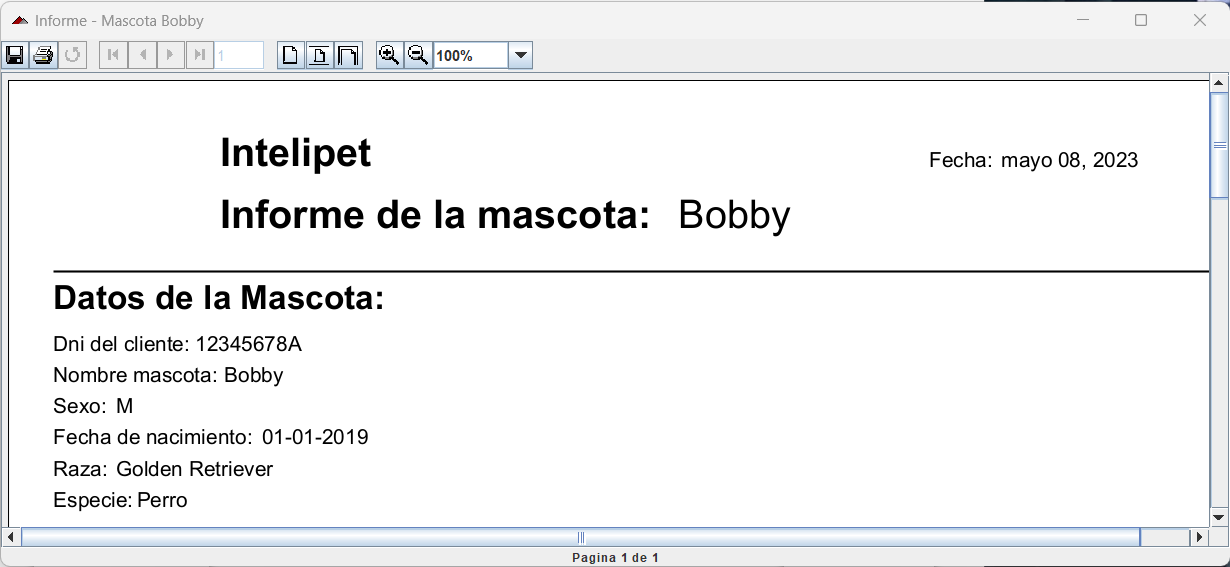 Informe - Mascota Bobby
1
100%
Intelipet
Fecha: mayo 08, 2023
Informe de la mascota: Bobby
Datos de la Mascota:
Dni del cliente: 12345678A
Nombre mascota: Bobby
Sexo: M
Fecha de nacimiento: 01-01-2019
Raza: Golden Retriever
Especie: Perro
Pagina 1 de 1